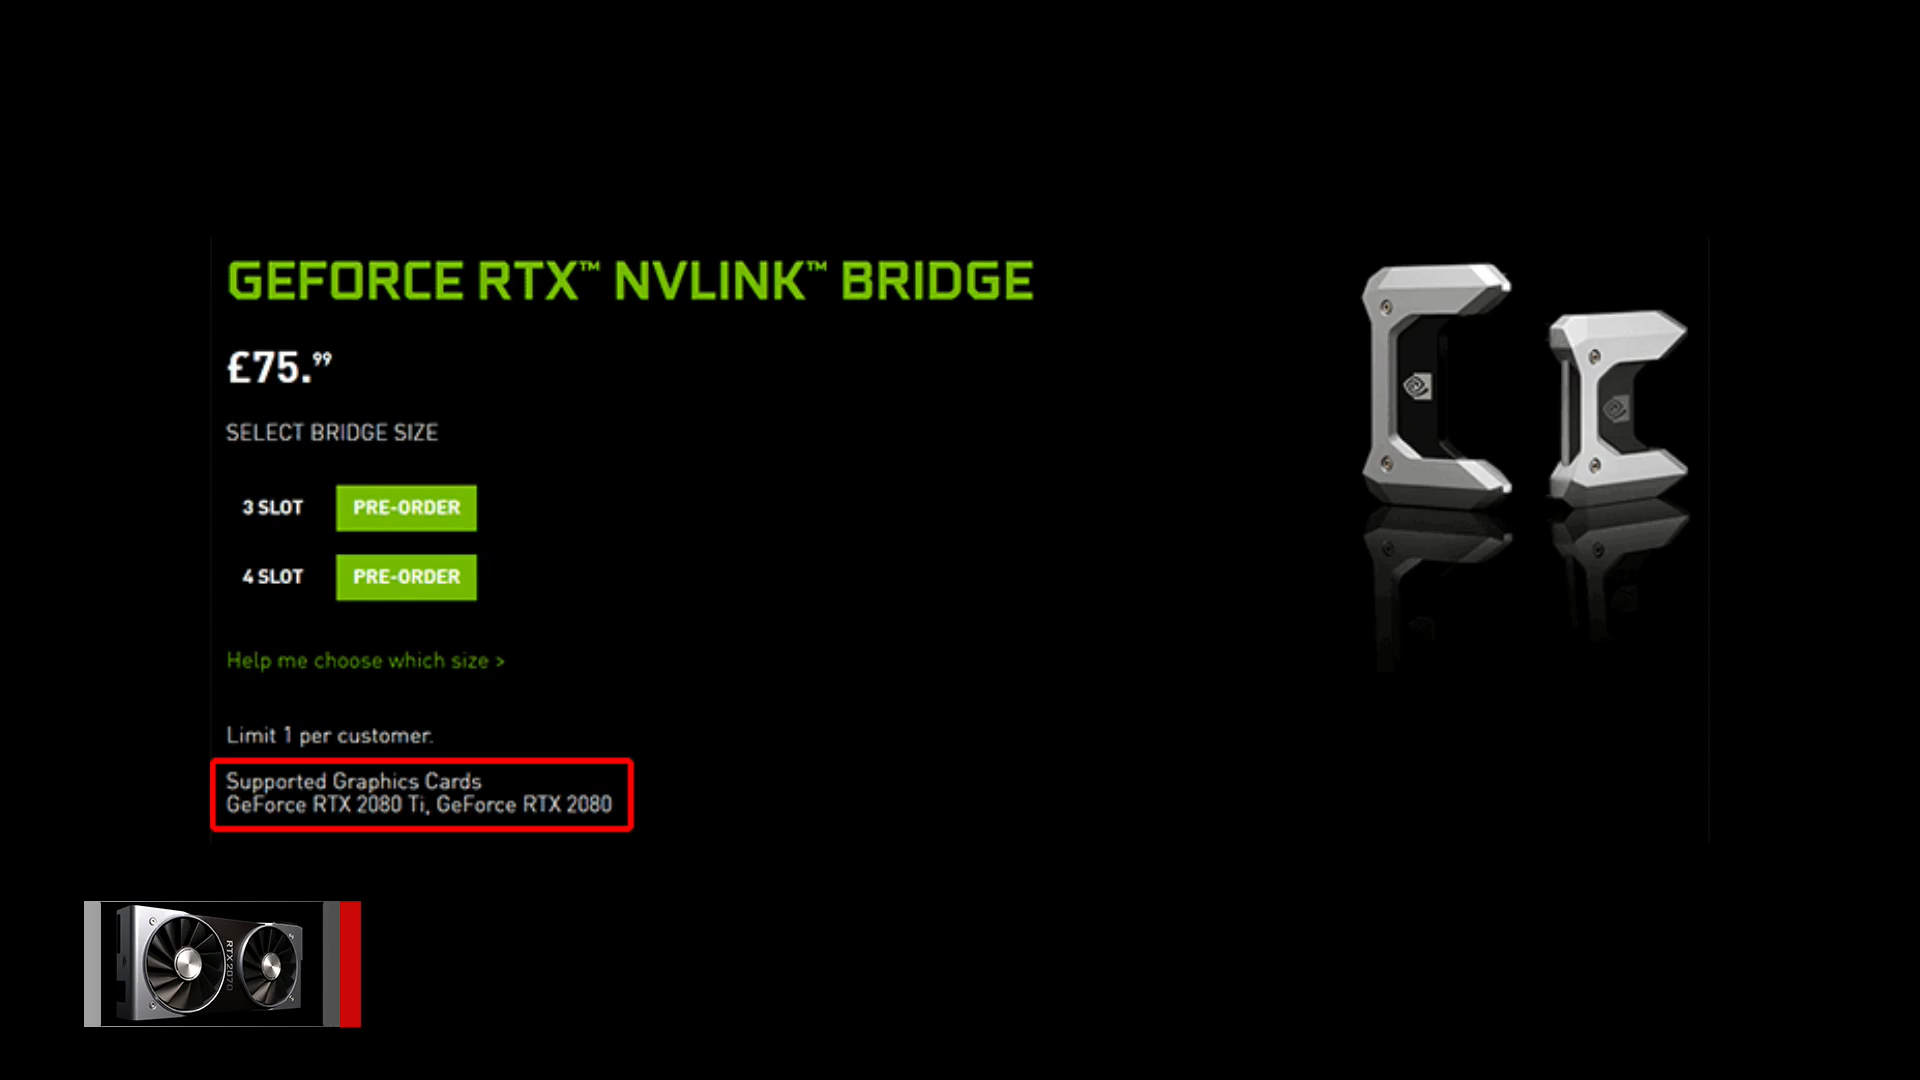 GEFORCE RTX™ NVLINK™ BRIDGE
£75.99
SELECT BRIDGE SIZE
3 SLOT PRE-ORDER
4 SLOT PRE-ORDER
Help me choose which size >
Limit 1 per customer.
Supported Graphics Cards
GeForce RTX 2080 Ti, GeForce RTX 2080
RTX 2070